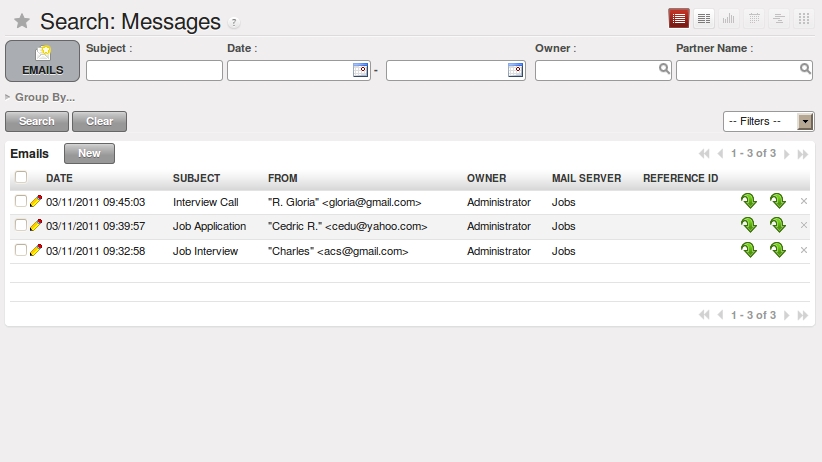 Search: Messages ?
EMAILS
Subject : Date : - Owner : Partner Name :
Group By...
Search Clear -- Filters --
Emails New 1 - 3 of 3
DATE SUBJECT FROM OWNER MAIL SERVER REFERENCE ID
03/11/2011 09:45:03 Interview Call "R. Gloria" <gloria@gmail.com> Administrator Jobs
03/11/2011 09:39:57 Job Application "Cedric R." <cedu@yahoo.com> Administrator Jobs
03/11/2011 09:32:58 Job Interview "Charles" <acs@gmail.com> Administrator Jobs
1 - 3 of 3